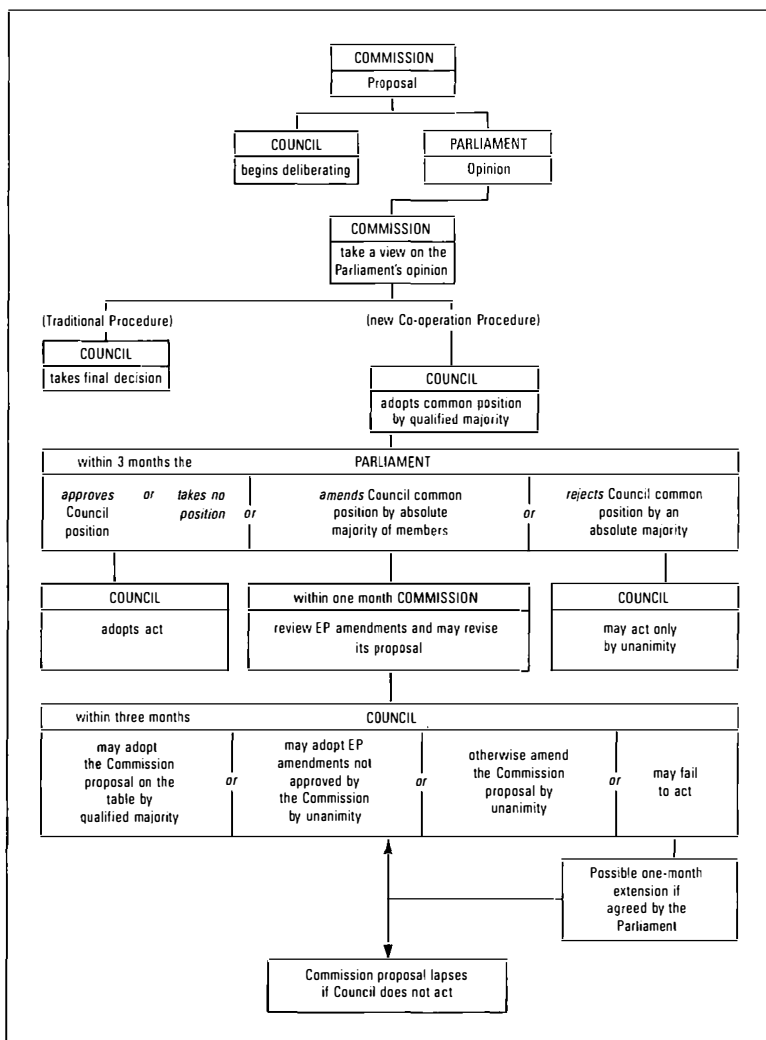 COMMISSION
Proposal
COUNCIL
begins deliberating
PARLIAMENT
Opinion
COMMISSION
take a view on the
Parliament's opinion
(Traditional Procedure)
(new Co-operation Procedure)
COUNCIL
takes final decision
COUNCIL
adopts common position
by qualified majority
within 3 months the PARLIAMENT
approves or takes no
Council position or
position
amends Council common
position by absolute or
majority of members
rejects Council common
position by an
absolute majority
COUNCIL
adopts act
within one month COMMISSION
review EP amendments and may revise
its proposal
COUNCIL
may act only
by unanimity
within three months COUNCIL
may adopt
the Commission
proposal on the or
table by
qualified majority
may adopt EP
amendments not
approved by or
the Commission
by unanimity
otherwise amend
the Commission or
proposal by
unanimity
may fail
to act
Possible one-month
extension if
agreed by the
Parliament
Commission proposal lapses
if Council does not act